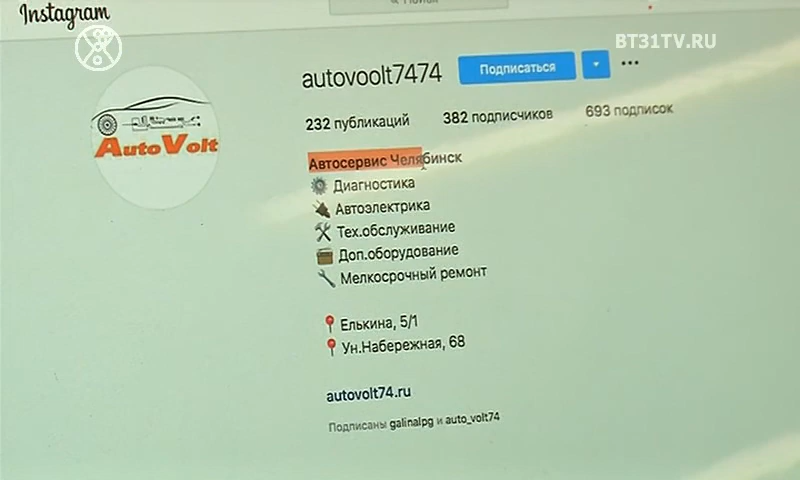 Instagram
Поиск
BT31TV.RU
autovoolt7474
Подписаться
232 публикаций
382 подписчиков
693 подписок
AutoVolt
Автосервис Челябинск
Диагностика
Автоэлектрика
Тех.обслуживание
Доп.оборудование
Мелкосрочный ремонт
Елькина, 5/1
Ун.Набережная, 68
autovolt74.ru
Подписаны galinalpg и auto_volt74